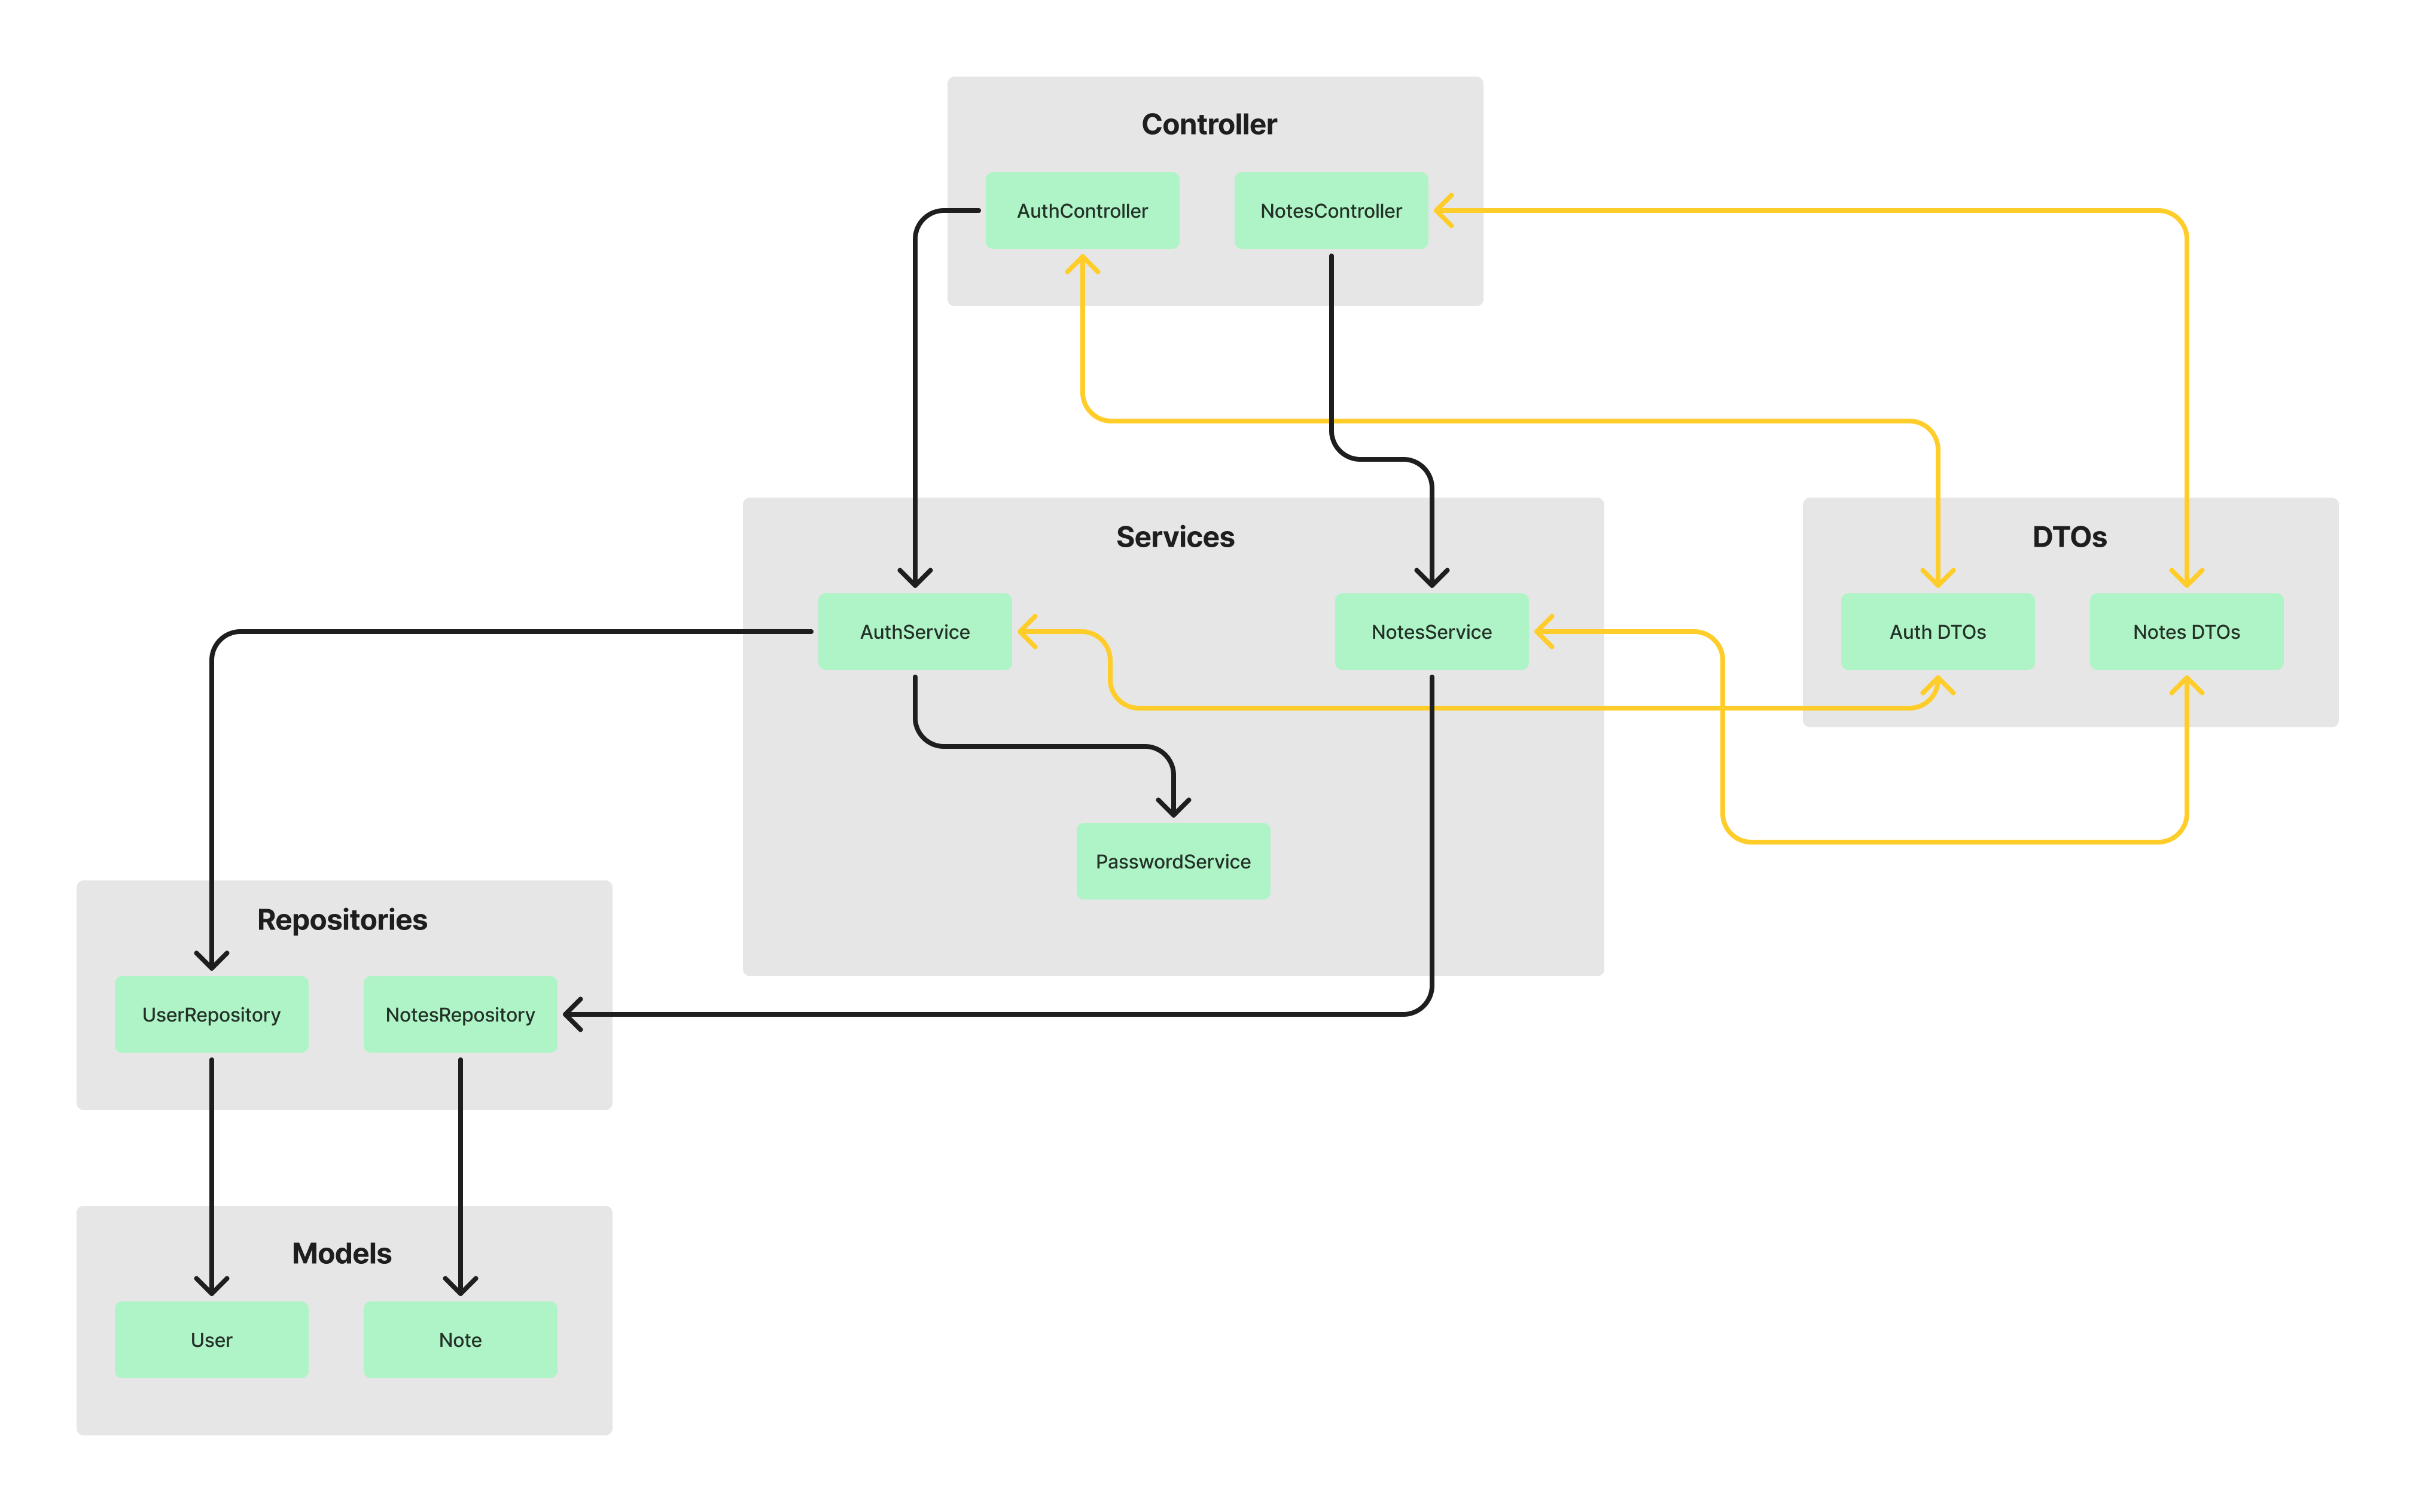 Controller
AuthController
NotesController
Services
DTOs
AuthService
NotesService
Auth DTOs
Notes DTOs
PasswordService
Repositories
UserRepository
NotesRepository
Models
User
Note